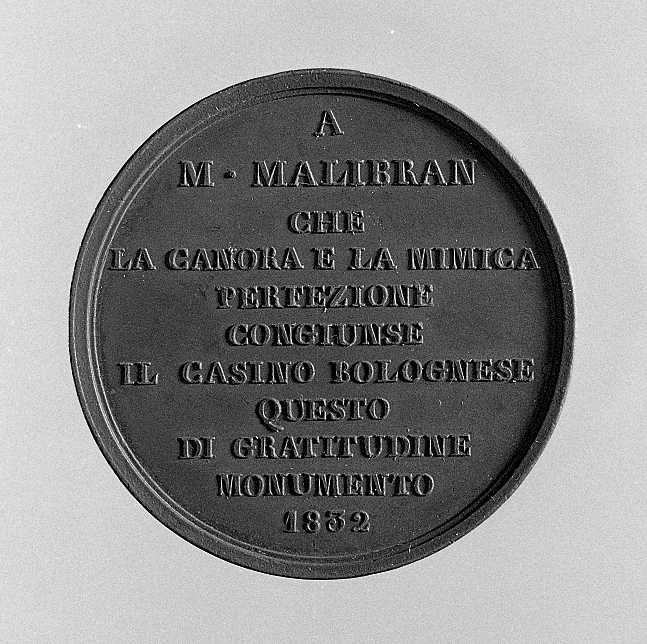 A
M · MALIBRAN
CHE
LA CANORA E LA MIMICA
PERFEZIONE
CONGIUNSE
IL CASINO BOLOGNESE
QUESTO
DI GRATITUDINE
MONUMENTO
1832